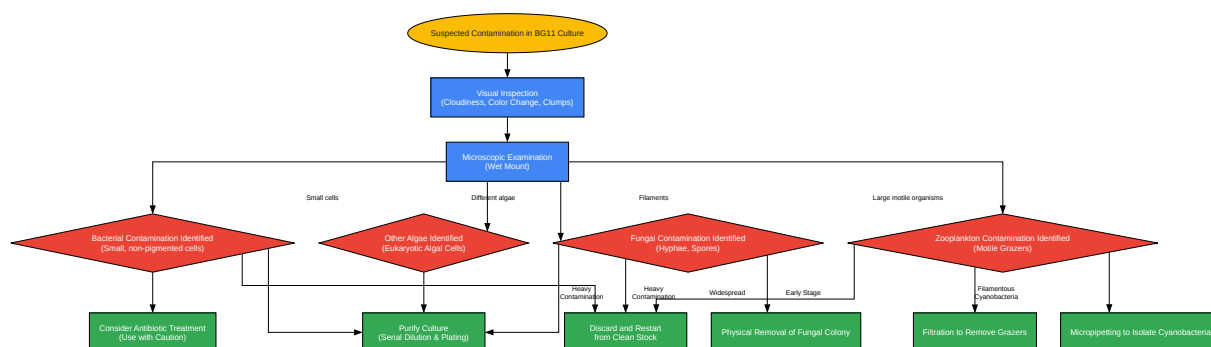 Suspected Contamination in BG11 Culture
Visual Inspection
(Cloudiness, Color Change, Clumps)
Microscopic Examination
(Wet Mount)
Small cells
Different algae
Filaments
Large motile organisms
Bacterial Contamination Identified
(Small, non-pigmented cells)
Other Algae Identified
(Eukaryotic Algal Cells)
Fungal Contamination Identified
(Hyphae, Spores)
Zooplankton Contamination Identified
(Motile Grazers)
Heavy
Contamination
Heavy
Contamination
Widespread
Early Stage
Filamentous
Cyanobacteria
Consider Antibiotic Treatment
(Use with Caution)
Purify Culture
(Serial Dilution & Plating)
Discard and Restart
from Clean Stock
Physical Removal of Fungal Colony
Filtration to Remove Grazers
Micropipetting to Isolate Cyanobacteria